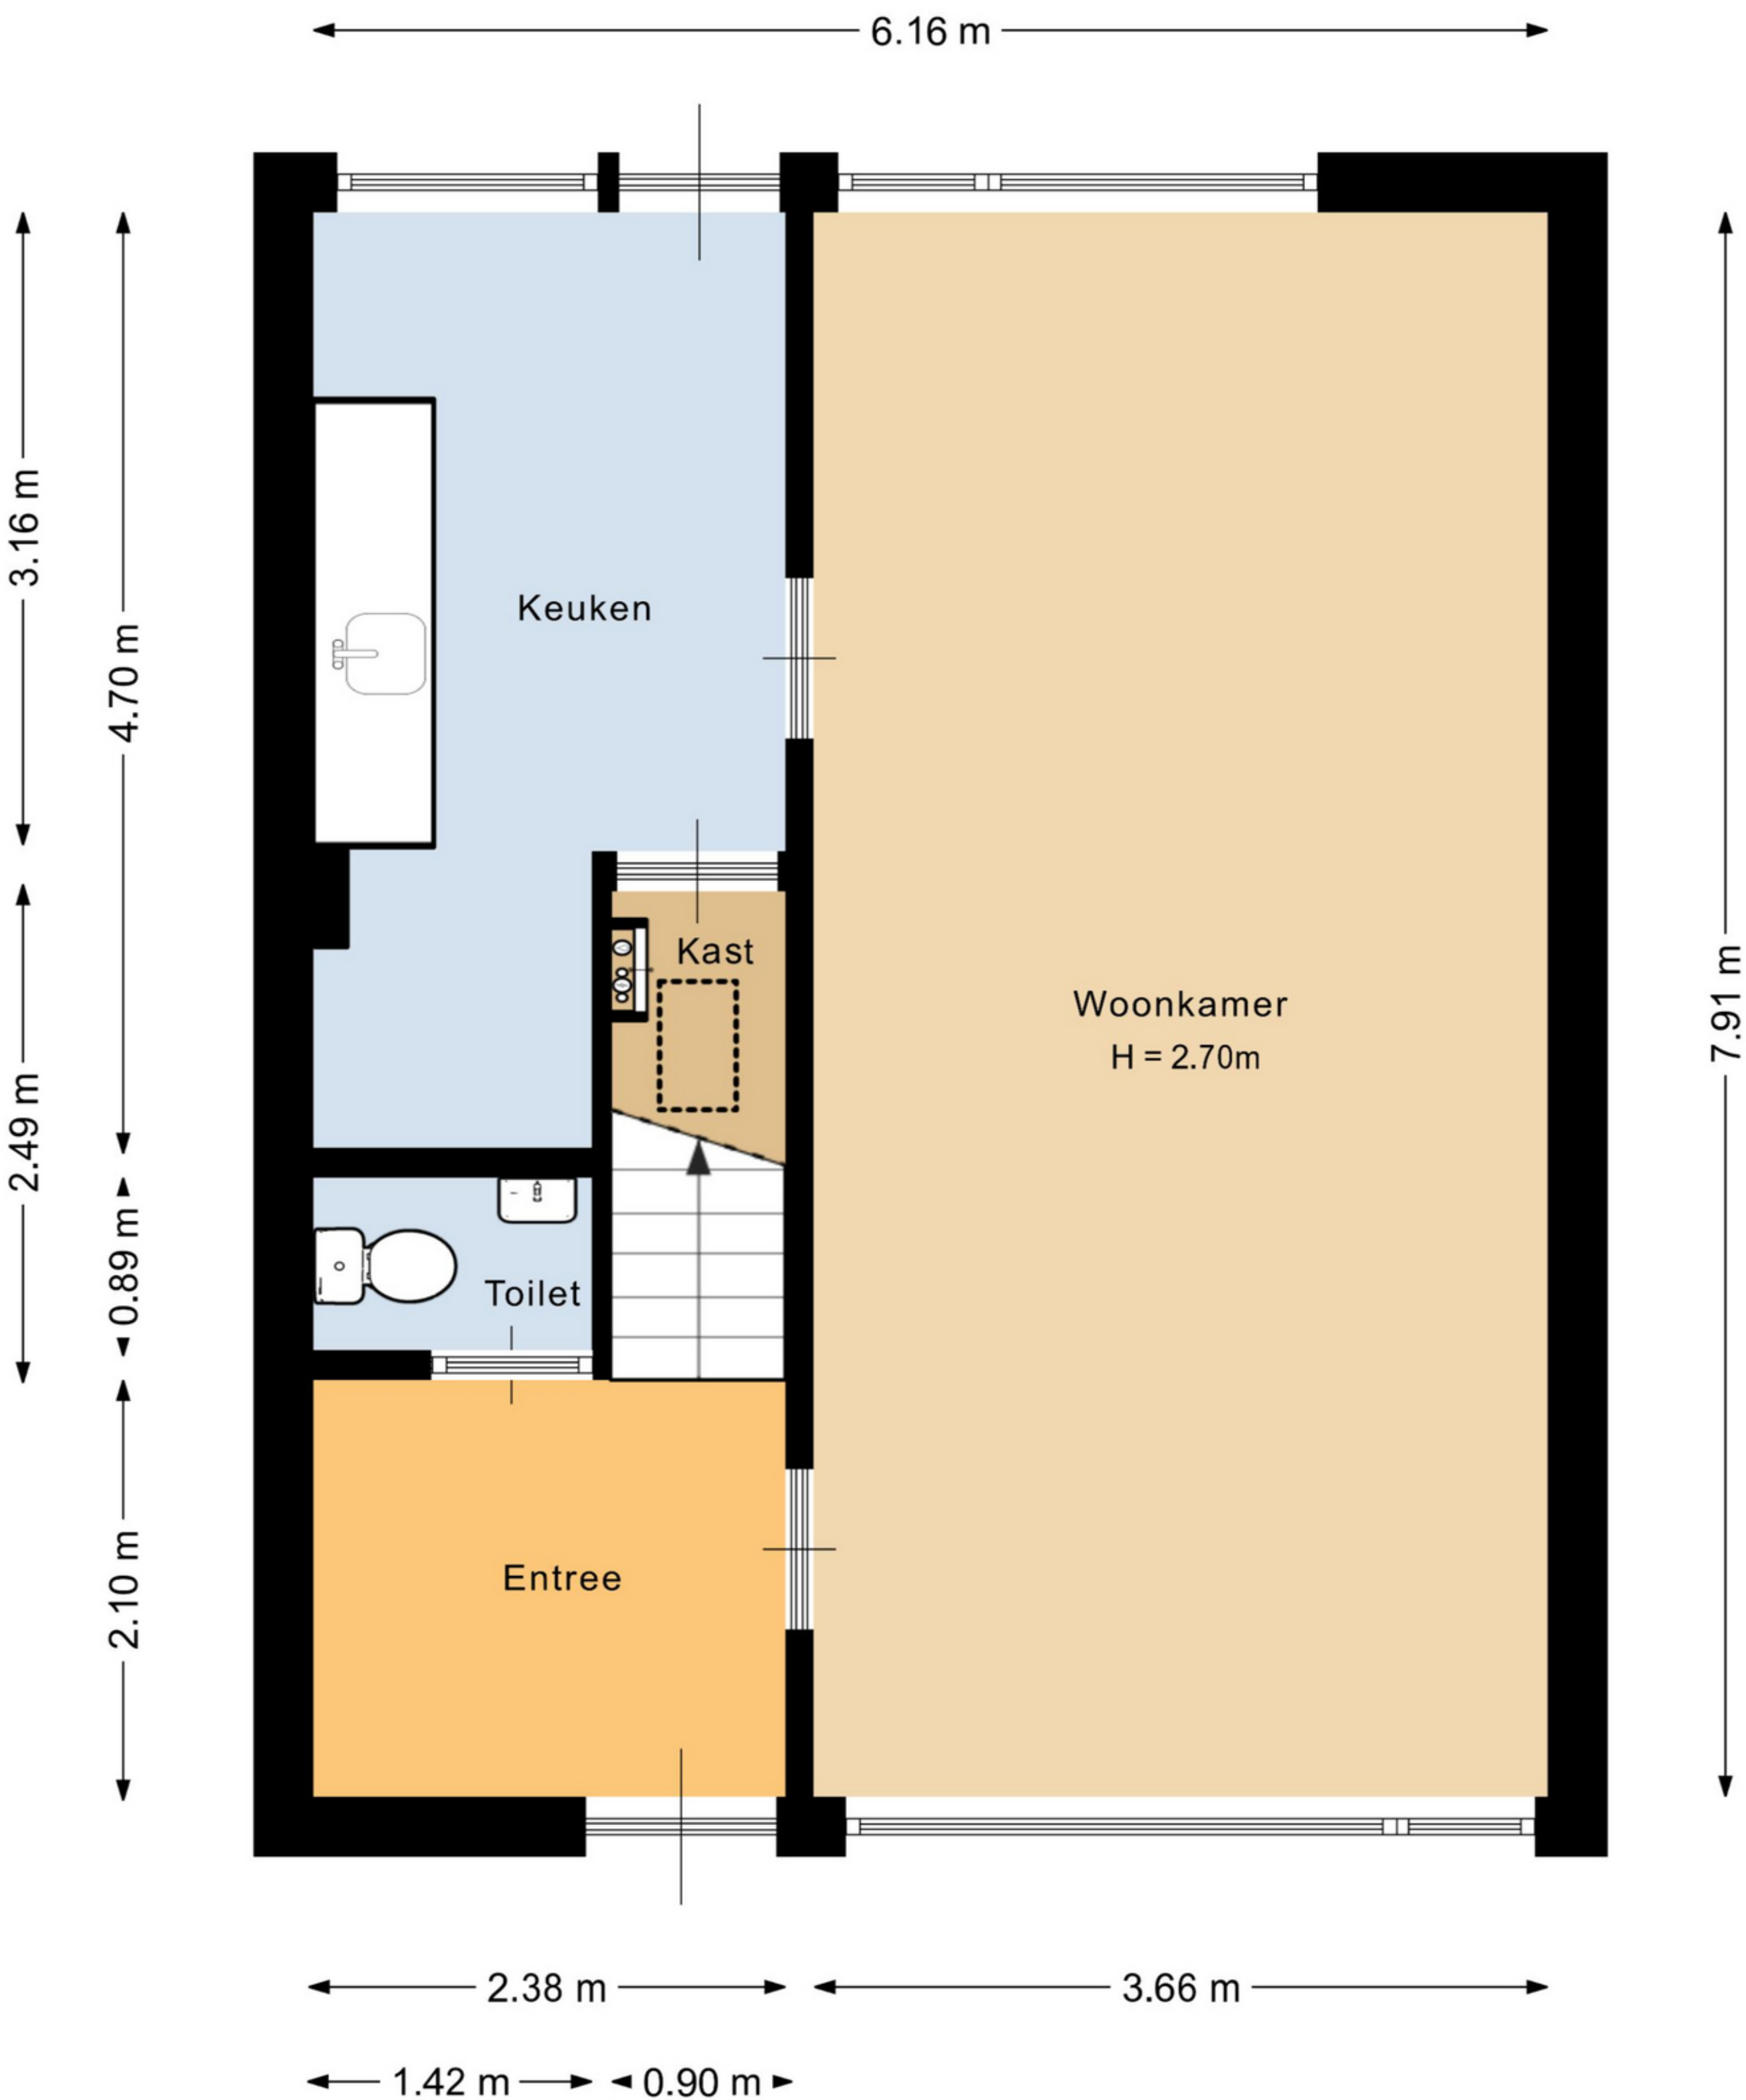 6.16 m
3.16 m
4.70 m
Keuken
Kast
Woonkamer
H = 2.70m
7.91 m
2.49 m
0.89 m
Toilet
2.10 m
Entree
2.38 m
3.66 m
1.42 m
0.90 m